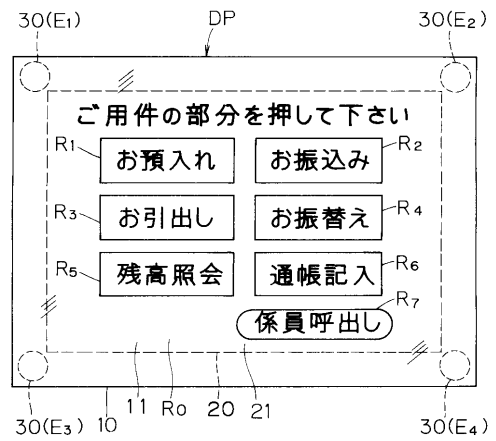 30(E1) DP 30(E2)
ご用件の部分を押して下さい
R1 お預入れ お振込み R2
R3 お引出し お振替え R4
R5 残高照会 通帳記入 R6
R7
係員呼出し
30(E3) 10 11 R0 20 21 30(E4)